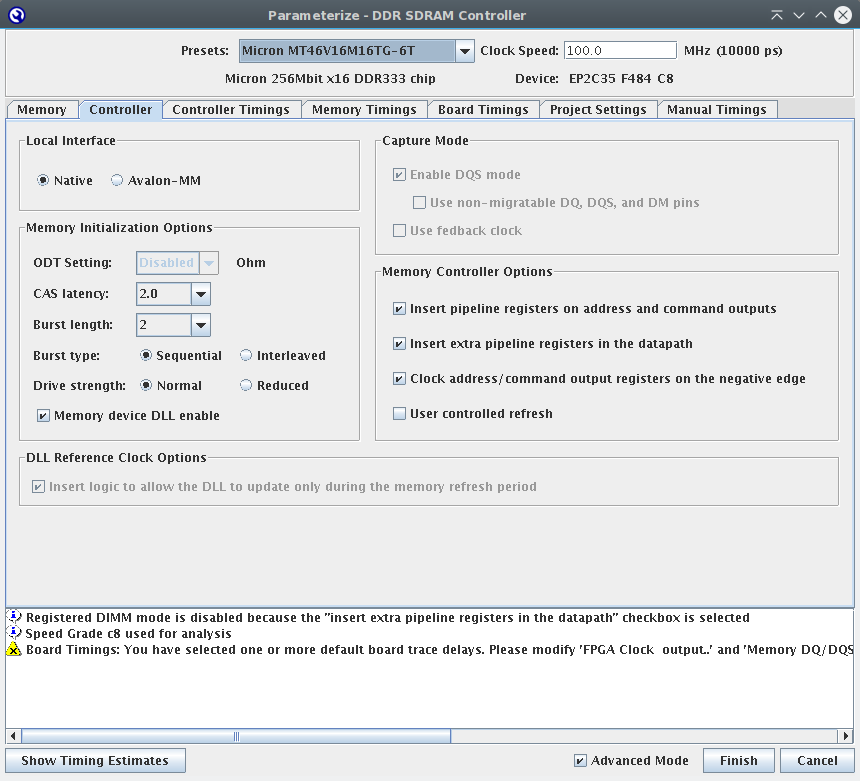 Parameterize - DDR SDRAM Controller
Presets: Micron MT46V16M16TG-6T Clock Speed: 100.0 MHz (10000 ps)
Micron 256Mbit x16 DDR333 chip Device: EP2C35 F484 C8
Memory Controller Controller Timings Memory Timings Board Timings Project Settings Manual Timings
Local Interface
Native Avalon-MM
Memory Initialization Options
ODT Setting: Disabled Ohm
CAS latency: 2.0
Burst length: 2
Burst type: Sequential Interleaved
Drive strength: Normal Reduced
Memory device DLL enable
Capture Mode
Enable DQS mode
Use non-migratable DQ, DQS, and DM pins
Use fedback clock
Memory Controller Options
Insert pipeline registers on address and command outputs
Insert extra pipeline registers in the datapath
Clock address/command output registers on the negative edge
User controlled refresh
DLL Reference Clock Options
Insert logic to allow the DLL to update only during the memory refresh period
Registered DIMM mode is disabled because the "insert extra pipeline registers in the datapath" checkbox is selected
Speed Grade c8 used for analysis
Board Timings: You have selected one or more default board trace delays. Please modify 'FPGA Clock output..' and 'Memory DQ/DQS
Show Timing Estimates Advanced Mode Finish Cancel